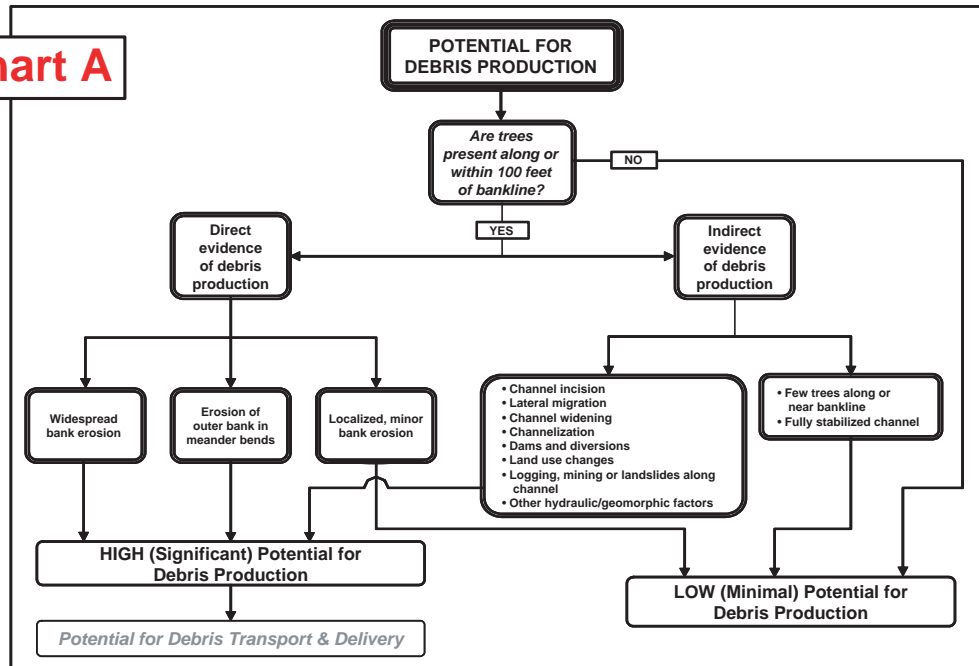 A
POTENTIAL FOR
DEBRIS PRODUCTION
Are trees
present along or
within 100 feet
of bankline?
NO
YES
Direct
evidence
of debris
production
Indirect
evidence
of debris
production
Widespread
bank erosion
Erosion of
outer bank in
meander bends
Localized, minor
bank erosion
• Channel incision
• Lateral migration
• Channel widening
• Channelization
• Dams and diversions
• Land use changes
• Logging, mining or landslides along
channel
• Other hydraulic/geomorphic factors
• Few trees along or
near bankline
• Fully stabilized channel
HIGH (Significant) Potential for
Debris Production
LOW (Minimal) Potential for
Debris Production
Potential for Debris Transport & Delivery